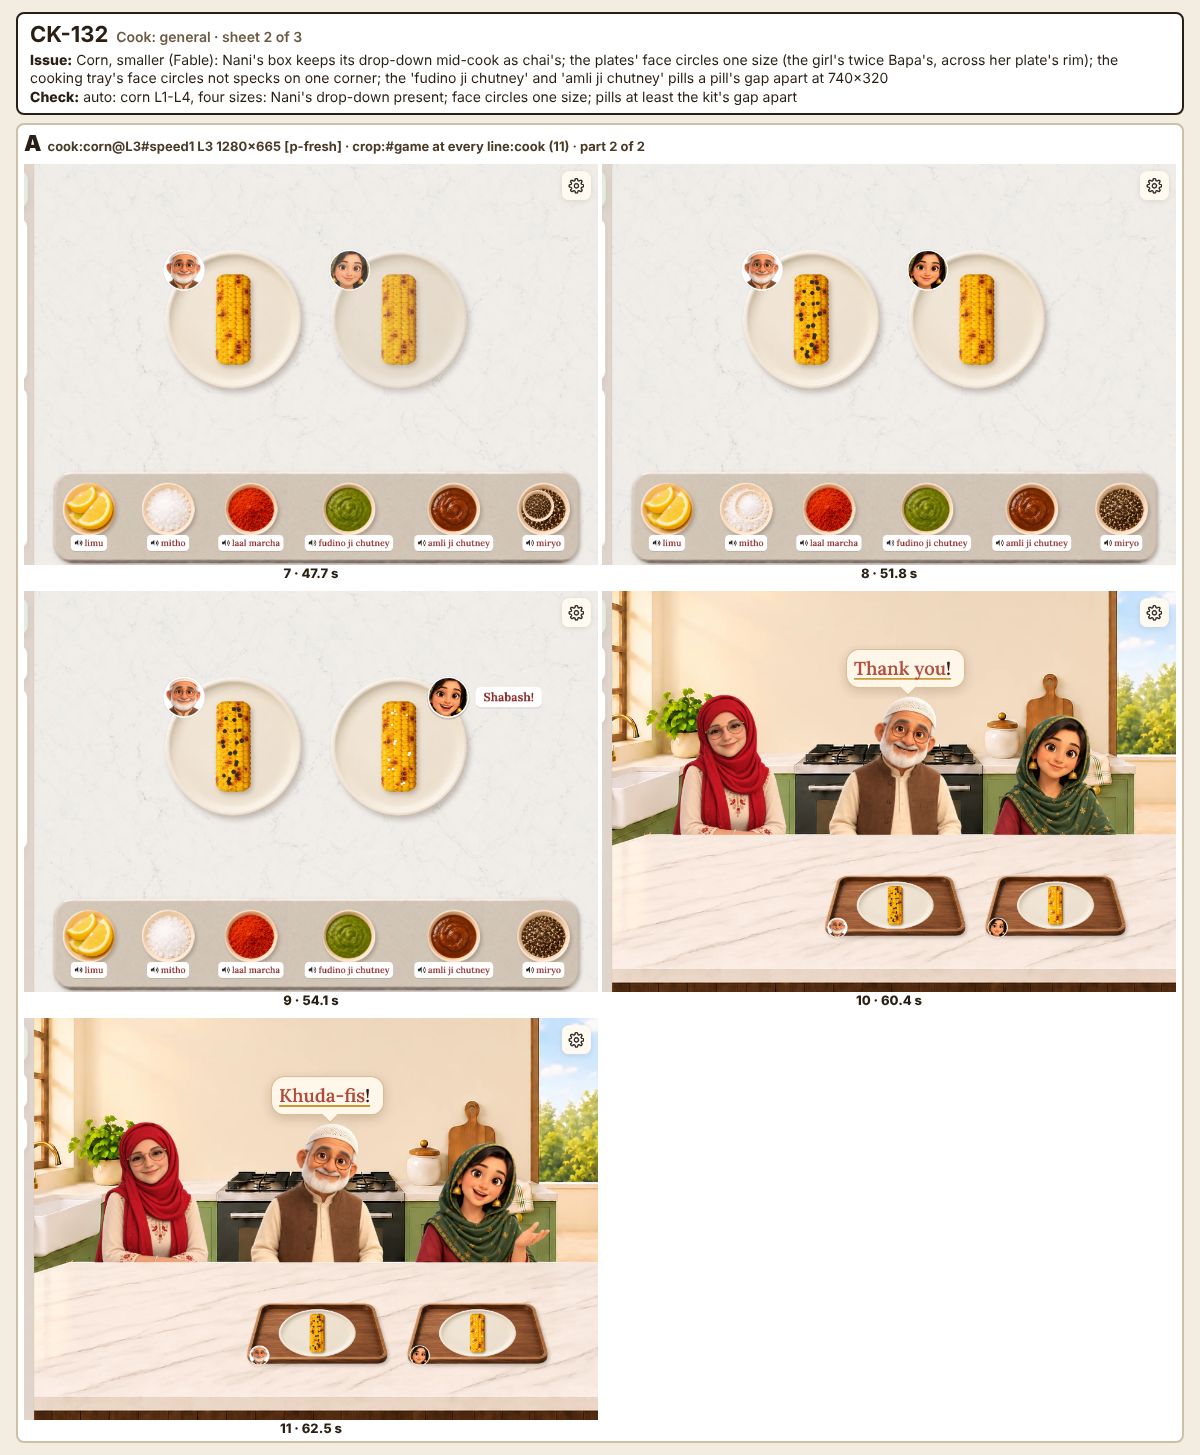 CK-132 Cook: general · sheet 2 of 3
Issue: Corn, smaller (Fable): Nani's box keeps its drop-down mid-cook as chai's; the plates' face circles one size (the girl's twice Bapa's, across her plate's rim); the
cooking tray's face circles not specks on one corner; the 'fudino ji chutney' and 'amli ji chutney' pills a pill's gap apart at 740×320
Check: auto: corn L1-L4, four sizes: Nani's drop-down present; face circles one size; pills at least the kit's gap apart
A cook:corn@L3#speed1 L3 1280×665 [p-fresh] · crop:#game at every line:cook (11) · part 2 of 2
limu mitho laal marcha fudino ji chutney amli ji chutney miryo
7 · 47.7 s
limu mitho laal marcha fudino ji chutney amli ji chutney miryo
8 · 51.8 s
Shabash!
limu mitho laal marcha fudino ji chutney amli ji chutney miryo
9 · 54.1 s
Thank you!
10 · 60.4 s
Khuda-fis!
11 · 62.5 s